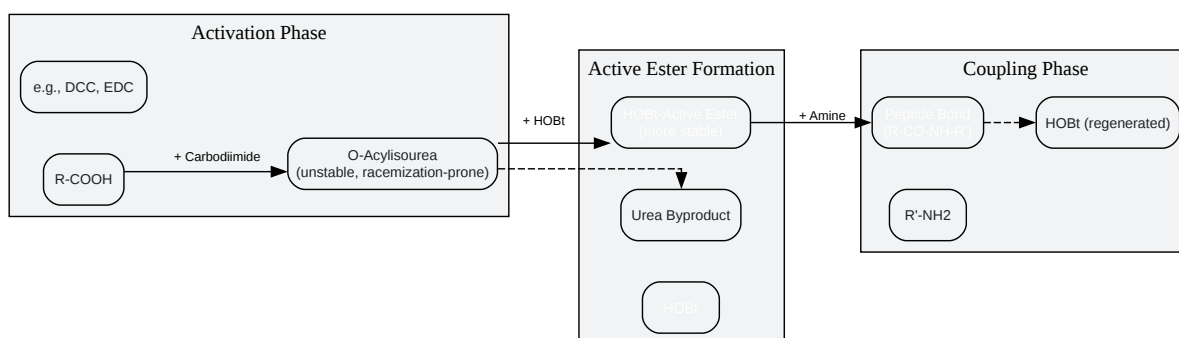 Activation Phase
e.g., DCC, EDC
R-COOH
+ Carbodiimide
O-Acylisourea
(unstable, racemization-prone)
+ HOBt
Active Ester Formation
HOBt-Active Ester
(more stable)
Urea Byproduct
HOBt
+ Amine
Coupling Phase
Peptide Bond
(R-CO-NH-R')
HOBt (regenerated)
R'-NH2